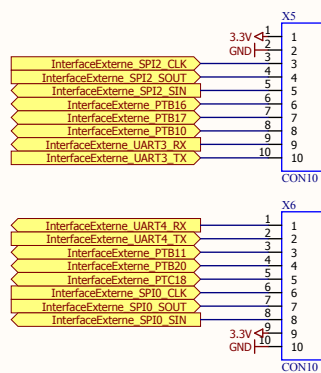 X5
3.3V 1 1
GND 2 2
InterfaceExterne_SPI2_CLK 3 3
InterfaceExterne_SPI2_SOUT 4 4
InterfaceExterne_SPI2_SIN 5 5
InterfaceExterne_PTB16 6 6
InterfaceExterne_PTB17 7 7
InterfaceExterne_PTB10 8 8
InterfaceExterne_UART3_RX 9 9
InterfaceExterne_UART3_TX 10 10
CON10
X6
InterfaceExterne_UART4_RX 1 1
InterfaceExterne_UART4_TX 2 2
InterfaceExterne_PTB11 3 3
InterfaceExterne_PTB20 4 4
InterfaceExterne_PTC18 5 5
InterfaceExterne_SPI0_CLK 6 6
InterfaceExterne_SPI0_SOUT 7 7
InterfaceExterne_SPI0_SIN 8 8
3.3V 9 9
GND 10 10
CON10